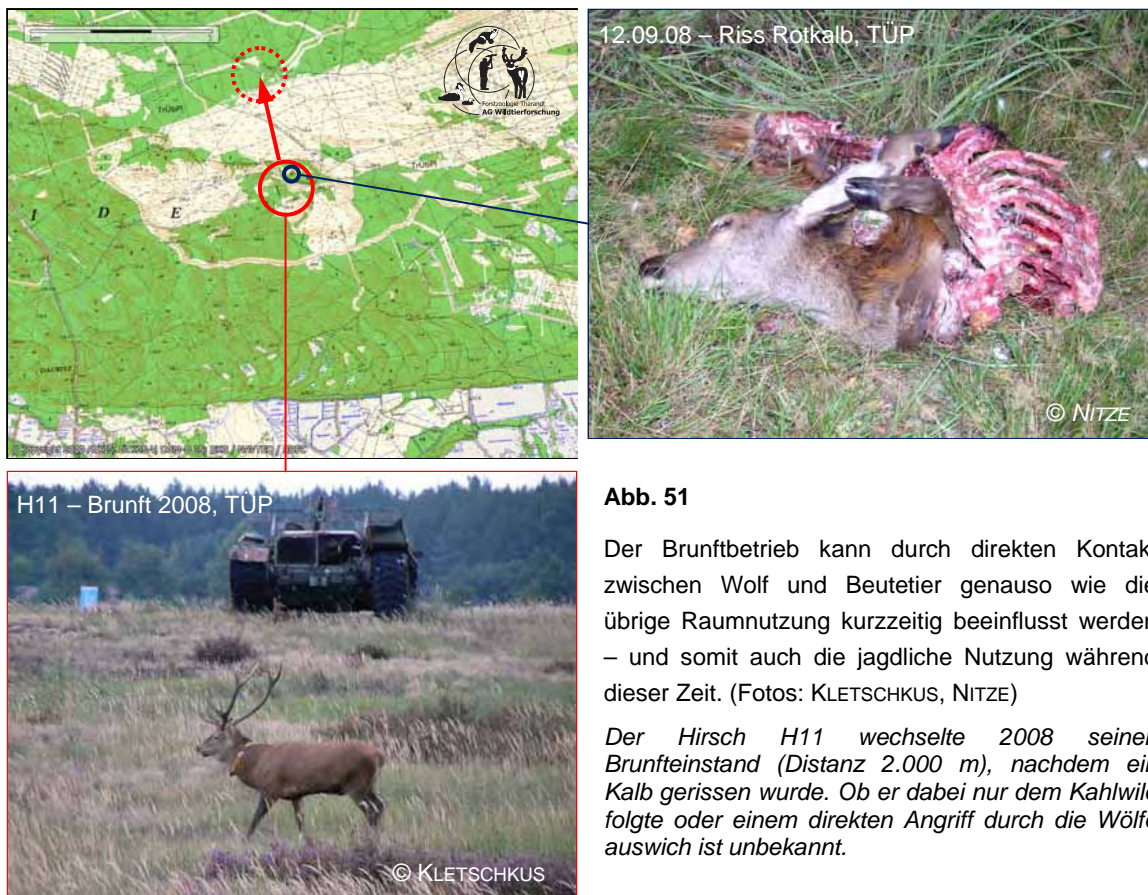 Forstzoologie Tharandt
AG Wildtierforschung
TrÜbPl
TrÜbPl
I D E
DAUBITZ
12.09.08 – Riss Rotkalb, TÜP
© NITZE
H11 – Brunft 2008, TÜP
© KLETSCHKUS
Abb. 51
Der Brunftbetrieb kann durch direkten Kontak
zwischen Wolf und Beutetier genauso wie die
übrige Raumnutzung kurzzeitig beeinflusst werden
– und somit auch die jagdliche Nutzung während
dieser Zeit. (Fotos: KLETSCHKUS, NITZE)
Der Hirsch H11 wechselte 2008 seinen
Brunfteinstand (Distanz 2.000 m), nachdem ein
Kalb gerissen wurde. Ob er dabei nur dem Kahlwild
folgte oder einem direkten Angriff durch die Wölfe
auswich ist unbekannt.